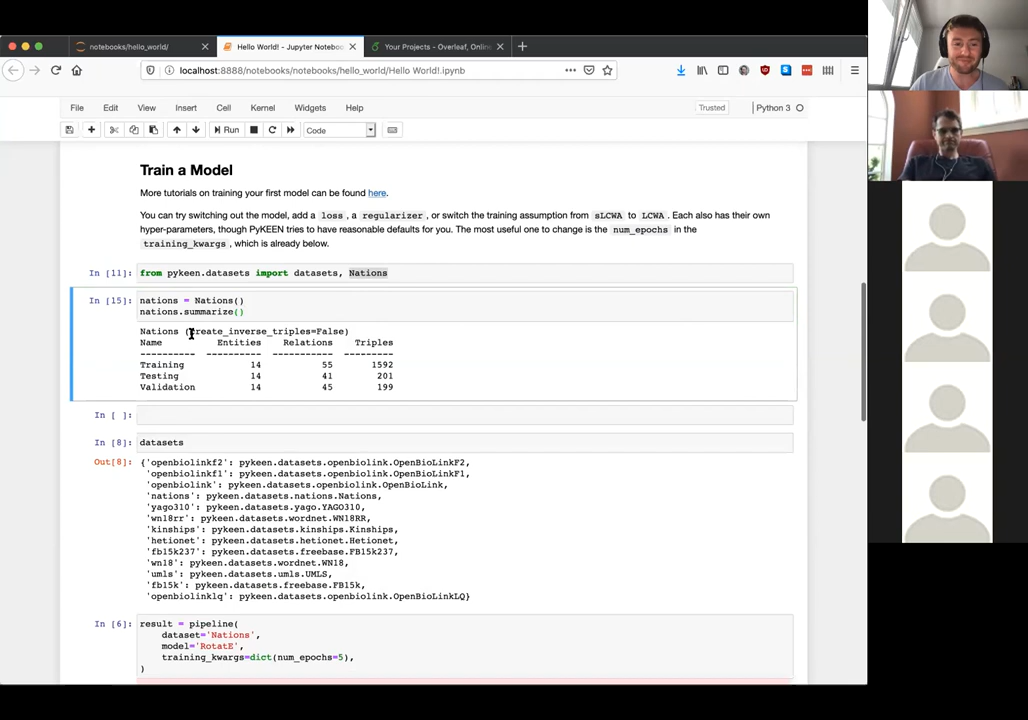 notebooks/hello_world/
Hello World! - Jupyter Noteboo
Your Projects - Overleaf, Onlin
localhost:8888/notebooks/notebooks/hello_world/Hello World!.ipynb
File Edit View Insert Cell Kernel Widgets Help
Trusted Python 3
Run Code
Train a Model
More tutorials on training your first model can be found here.
You can try switching out the model, add a loss, a regularizer, or switch the training assumption from sLCWA to LCWA. Each also has their own
hyper-parameters, though PyKEEN tries to have reasonable defaults for you. The most useful one to change is the num_epochs in the
training_kwargs, which is already below.
In [11]: from pykeen.datasets import datasets, Nations
In [15]: nations = Nations()
nations.summarize()
Nations (create_inverse_triples=False)
Name Entities Relations Triples
---------- ---------- ----------- ---------
Training 14 55 1592
Testing 14 41 201
Validation 14 45 199
In [ ]:
In [8]: datasets
Out[8]: {'openbiolinkf2': pykeen.datasets.openbiolink.OpenBioLinkF2,
'openbiolinkf1': pykeen.datasets.openbiolink.OpenBioLinkF1,
'openbiolink': pykeen.datasets.openbiolink.OpenBioLink,
'nations': pykeen.datasets.nations.Nations,
'yago310': pykeen.datasets.yago.YAGO310,
'wn18rr': pykeen.datasets.wordnet.WN18RR,
'kinships': pykeen.datasets.kinships.Kinships,
'hetionet': pykeen.datasets.hetionet.Hetionet,
'fb15k237': pykeen.datasets.freebase.FB15k237,
'wn18': pykeen.datasets.wordnet.WN18,
'umls': pykeen.datasets.umls.UMLS,
'fb15k': pykeen.datasets.freebase.FB15k,
'openbiolinklq': pykeen.datasets.openbiolink.OpenBioLinkLQ}
In [6]: result = pipeline(
dataset='Nations',
model='RotatE',
training_kwargs=dict(num_epochs=5),
)